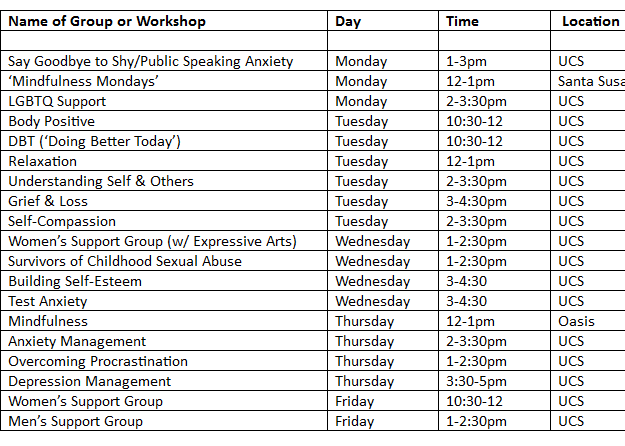 Name of Group or Workshop Day Time Location
Say Goodbye to Shy/Public Speaking Anxiety Monday 1-3pm UCS
‘Mindfulness Mondays’ Monday 12-1pm Santa Susa
LGBTQ Support Monday 2-3:30pm UCS
Body Positive Tuesday 10:30-12 UCS
DBT (‘Doing Better Today’) Tuesday 10:30-12 UCS
Relaxation Tuesday 12-1pm UCS
Understanding Self & Others Tuesday 2-3:30pm UCS
Grief & Loss Tuesday 3-4:30pm UCS
Self-Compassion Tuesday 2-3:30pm UCS
Women’s Support Group (w/ Expressive Arts) Wednesday 1-2:30pm UCS
Survivors of Childhood Sexual Abuse Wednesday 1-2:30pm UCS
Building Self-Esteem Wednesday 3-4:30 UCS
Test Anxiety Wednesday 3-4:30 UCS
Mindfulness Thursday 12-1pm Oasis
Anxiety Management Thursday 2-3:30pm UCS
Overcoming Procrastination Thursday 1-2:30pm UCS
Depression Management Thursday 3:30-5pm UCS
Women’s Support Group Friday 10:30-12 UCS
Men’s Support Group Friday 1-2:30pm UCS